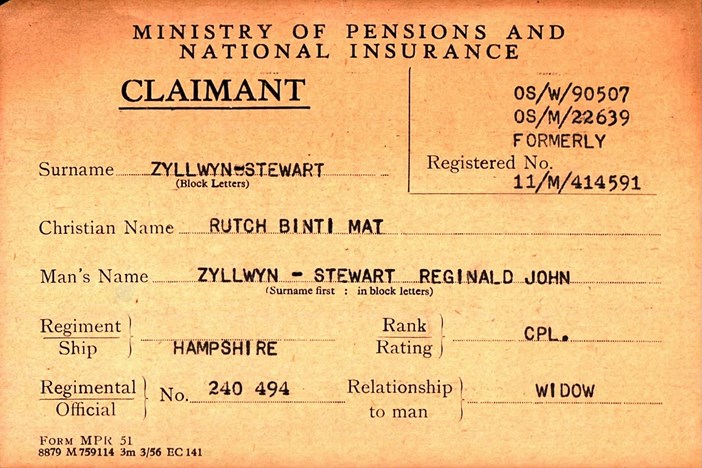 MINISTRY OF PENSIONS AND
NATIONAL INSURANCE
CLAIMANT
OS/W/90507
OS/M/22639
FORMERLY
Registered No.
11/M/414591
Surname ZYLLWYN-STEWART
(Block Letters)
Christian Name RUTCH BINTI MAT
Man's Name ZYLLWYN - STEWART REGINALD JOHN
(Surname first : in block letters)
Regiment
Ship
HAMPSHIRE
Rank
Rating
CPL.
Regimental
Official
No. 240 494
Relationship
to man
WIDOW
FORM MPR 51
8879 M759114 3m 3/56 EC141